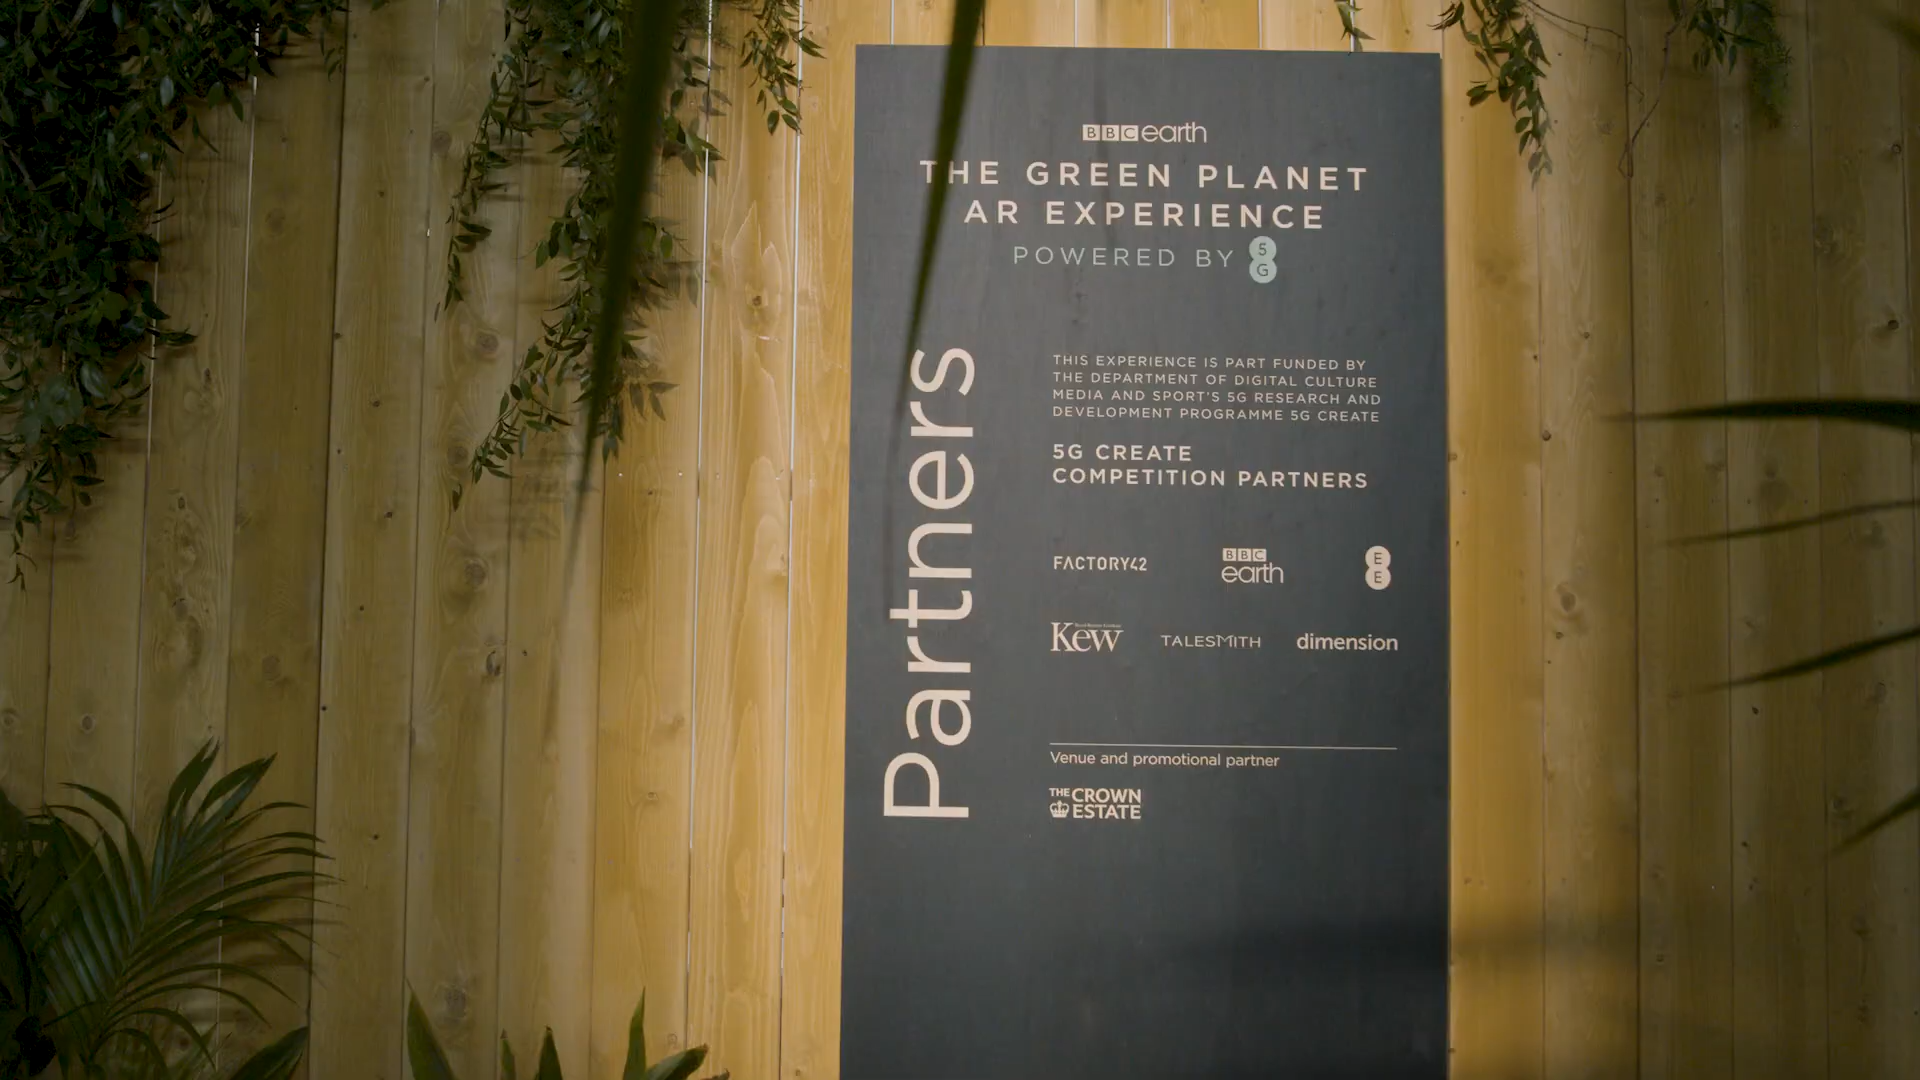 BBC earth
THE GREEN PLANET
AR EXPERIENCE
POWERED BY 5G
Partners
THIS EXPERIENCE IS PART FUNDED BY
THE DEPARTMENT OF DIGITAL CULTURE
MEDIA AND SPORT'S 5G RESEARCH AND
DEVELOPMENT PROGRAMME 5G CREATE
5G CREATE
COMPETITION PARTNERS
FACTORY42
BBC
earth
EE
Kew
TALESMITH
dimension
Venue and promotional partner
THE CROWN
ESTATE